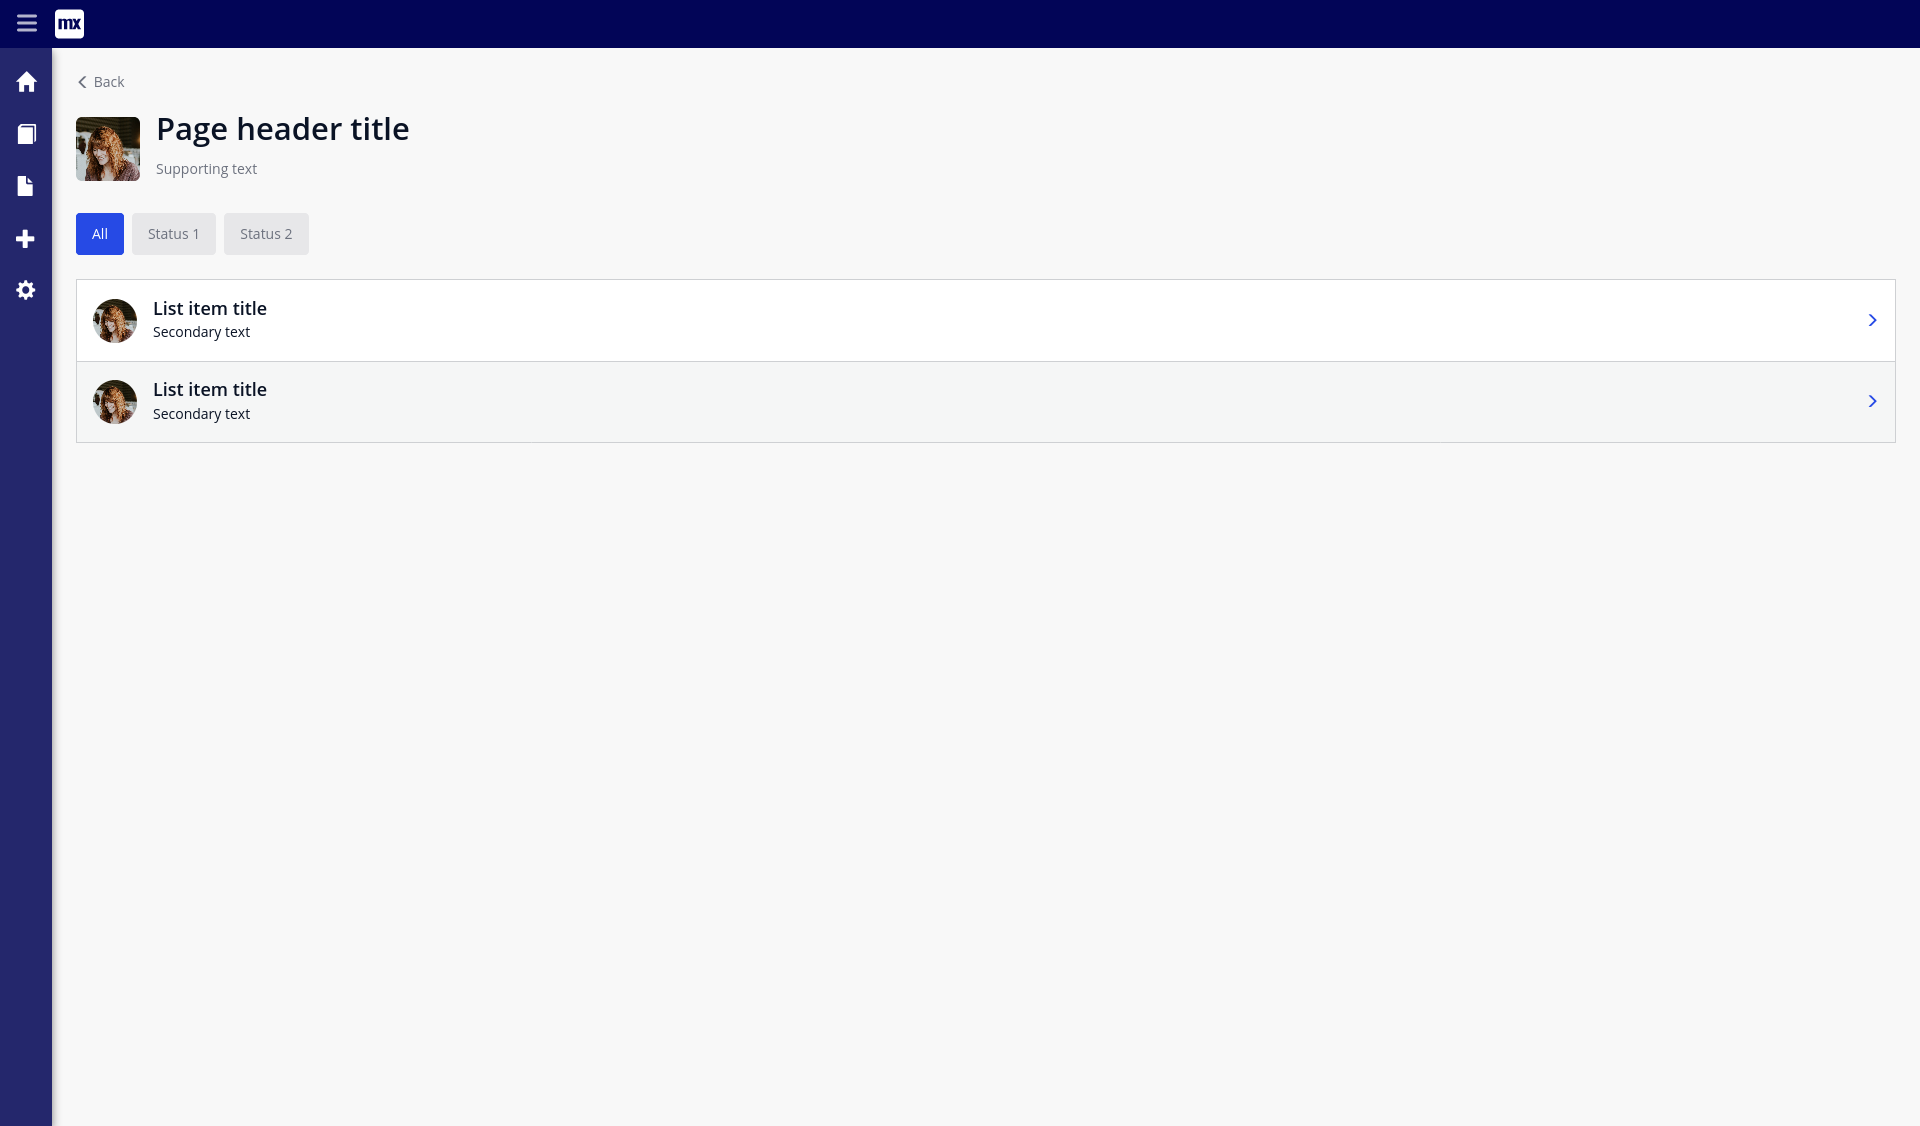 mx
Back
Page header title
Supporting text
All
Status 1
Status 2
List item title
Secondary text
List item title
Secondary text